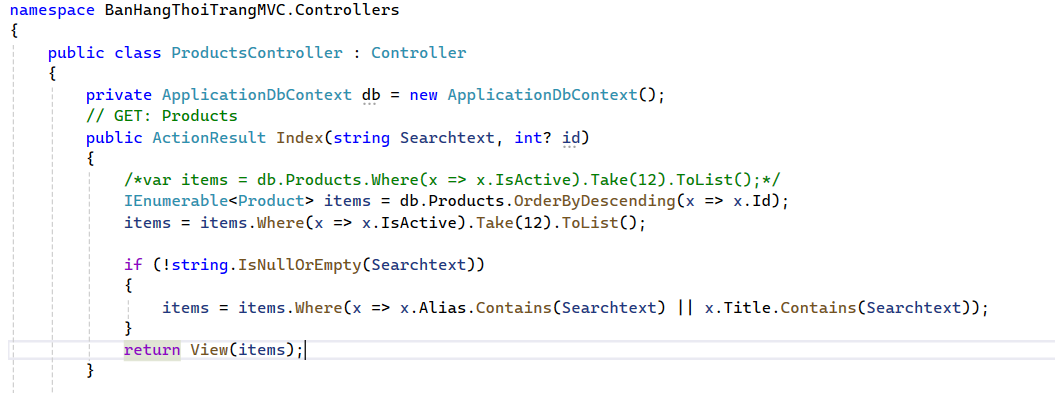 namespace BanHangThoiTrangMVC.Controllers
{
public class ProductsController : Controller
{
private ApplicationDbContext db = new ApplicationDbContext();
// GET: Products
public ActionResult Index(string Searchtext, int? id)
{
/*var items = db.Products.Where(x => x.IsActive).Take(12).ToList();*/
IEnumerable<Product> items = db.Products.OrderByDescending(x => x.Id);
items = items.Where(x => x.IsActive).Take(12).ToList();
if (!string.IsNullOrEmpty(Searchtext))
{
items = items.Where(x => x.Alias.Contains(Searchtext) || x.Title.Contains(Searchtext));
}
return View(items);
}